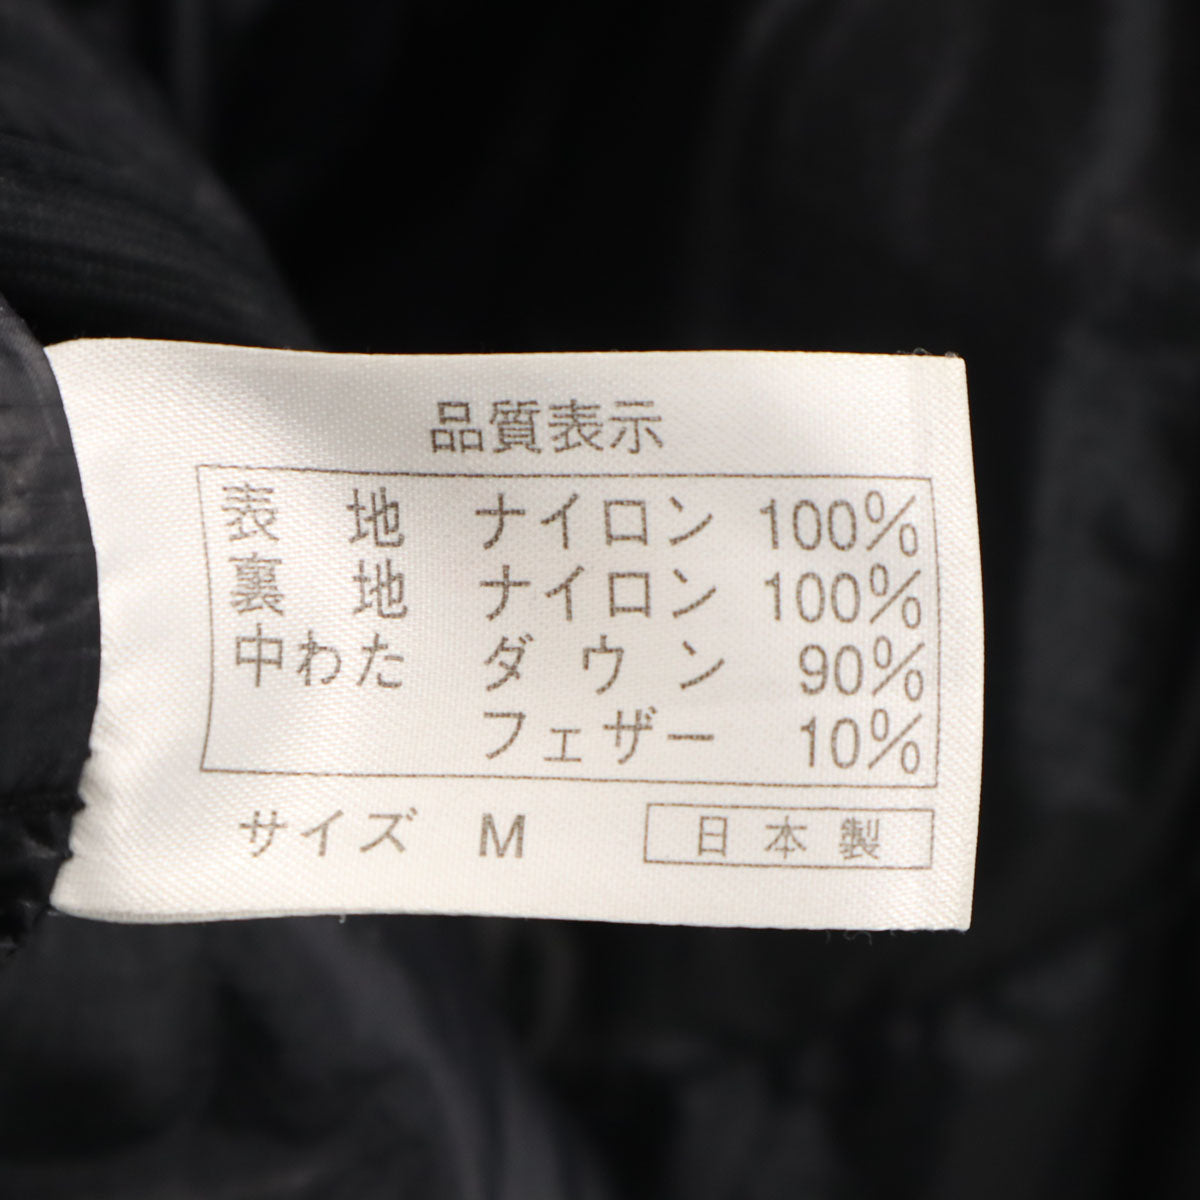 品質表示
表 地 ナイロン 100%
裏 地 ナイロン 100%
中わた ダウン 90%
フェザー 10%
サイズ M 日本製